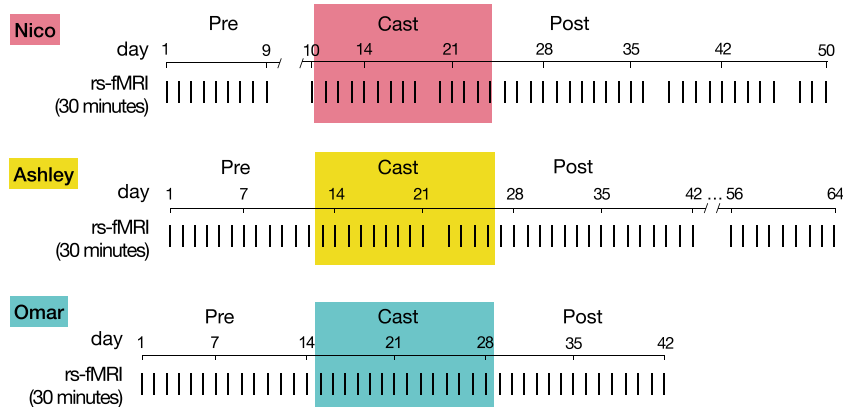 Nico
Pre Cast Post
day 1 9 10 14 21 28 35 42 50
rs-fMRI
(30 minutes)
Ashley
Pre Cast Post
day 1 7 14 21 28 35 42 ... 56 64
rs-fMRI
(30 minutes)
Omar
Pre Cast Post
day 1 7 14 21 28 35 42
rs-fMRI
(30 minutes)